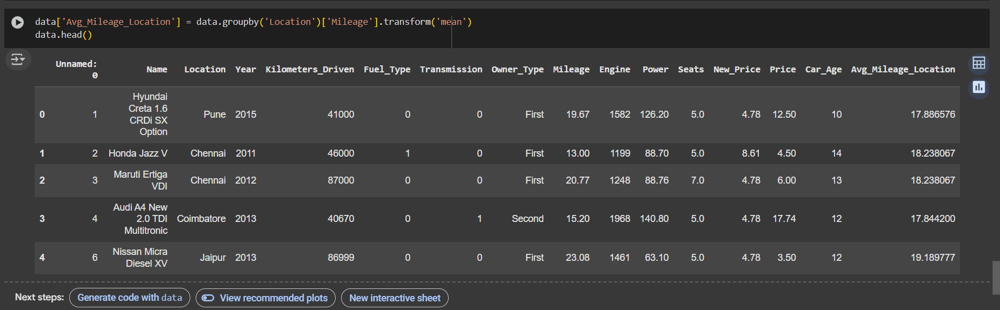 data['Avg_Mileage_Location'] = data.groupby('Location')['Mileage'].transform('mean')
data.head()
Unnamed: 0 Name Location Year Kilometers_Driven Fuel_Type Transmission Owner_Type Mileage Engine Power Seats New_Price Price Car_Age Avg_Mileage_Location
0 1 Hyundai Creta 1.6 CRDi SX Option Pune 2015 41000 0 0 First 19.67 1582 126.20 5.0 4.78 12.50 10 17.886576
1 2 Honda Jazz V Chennai 2011 46000 1 0 First 13.00 1199 88.70 5.0 8.61 4.50 14 18.238067
2 3 Maruti Ertiga VDI Chennai 2012 87000 0 0 First 20.77 1248 88.76 7.0 4.78 6.00 13 18.238067
3 4 Audi A4 New 2.0 TDI Multitronic Coimbatore 2013 40670 0 1 Second 15.20 1968 140.80 5.0 4.78 17.74 12 17.844200
4 6 Nissan Micra Diesel XV Jaipur 2013 86999 0 0 First 23.08 1461 63.10 5.0 4.78 3.50 12 19.189777
Next steps: Generate code with data View recommended plots New interactive sheet